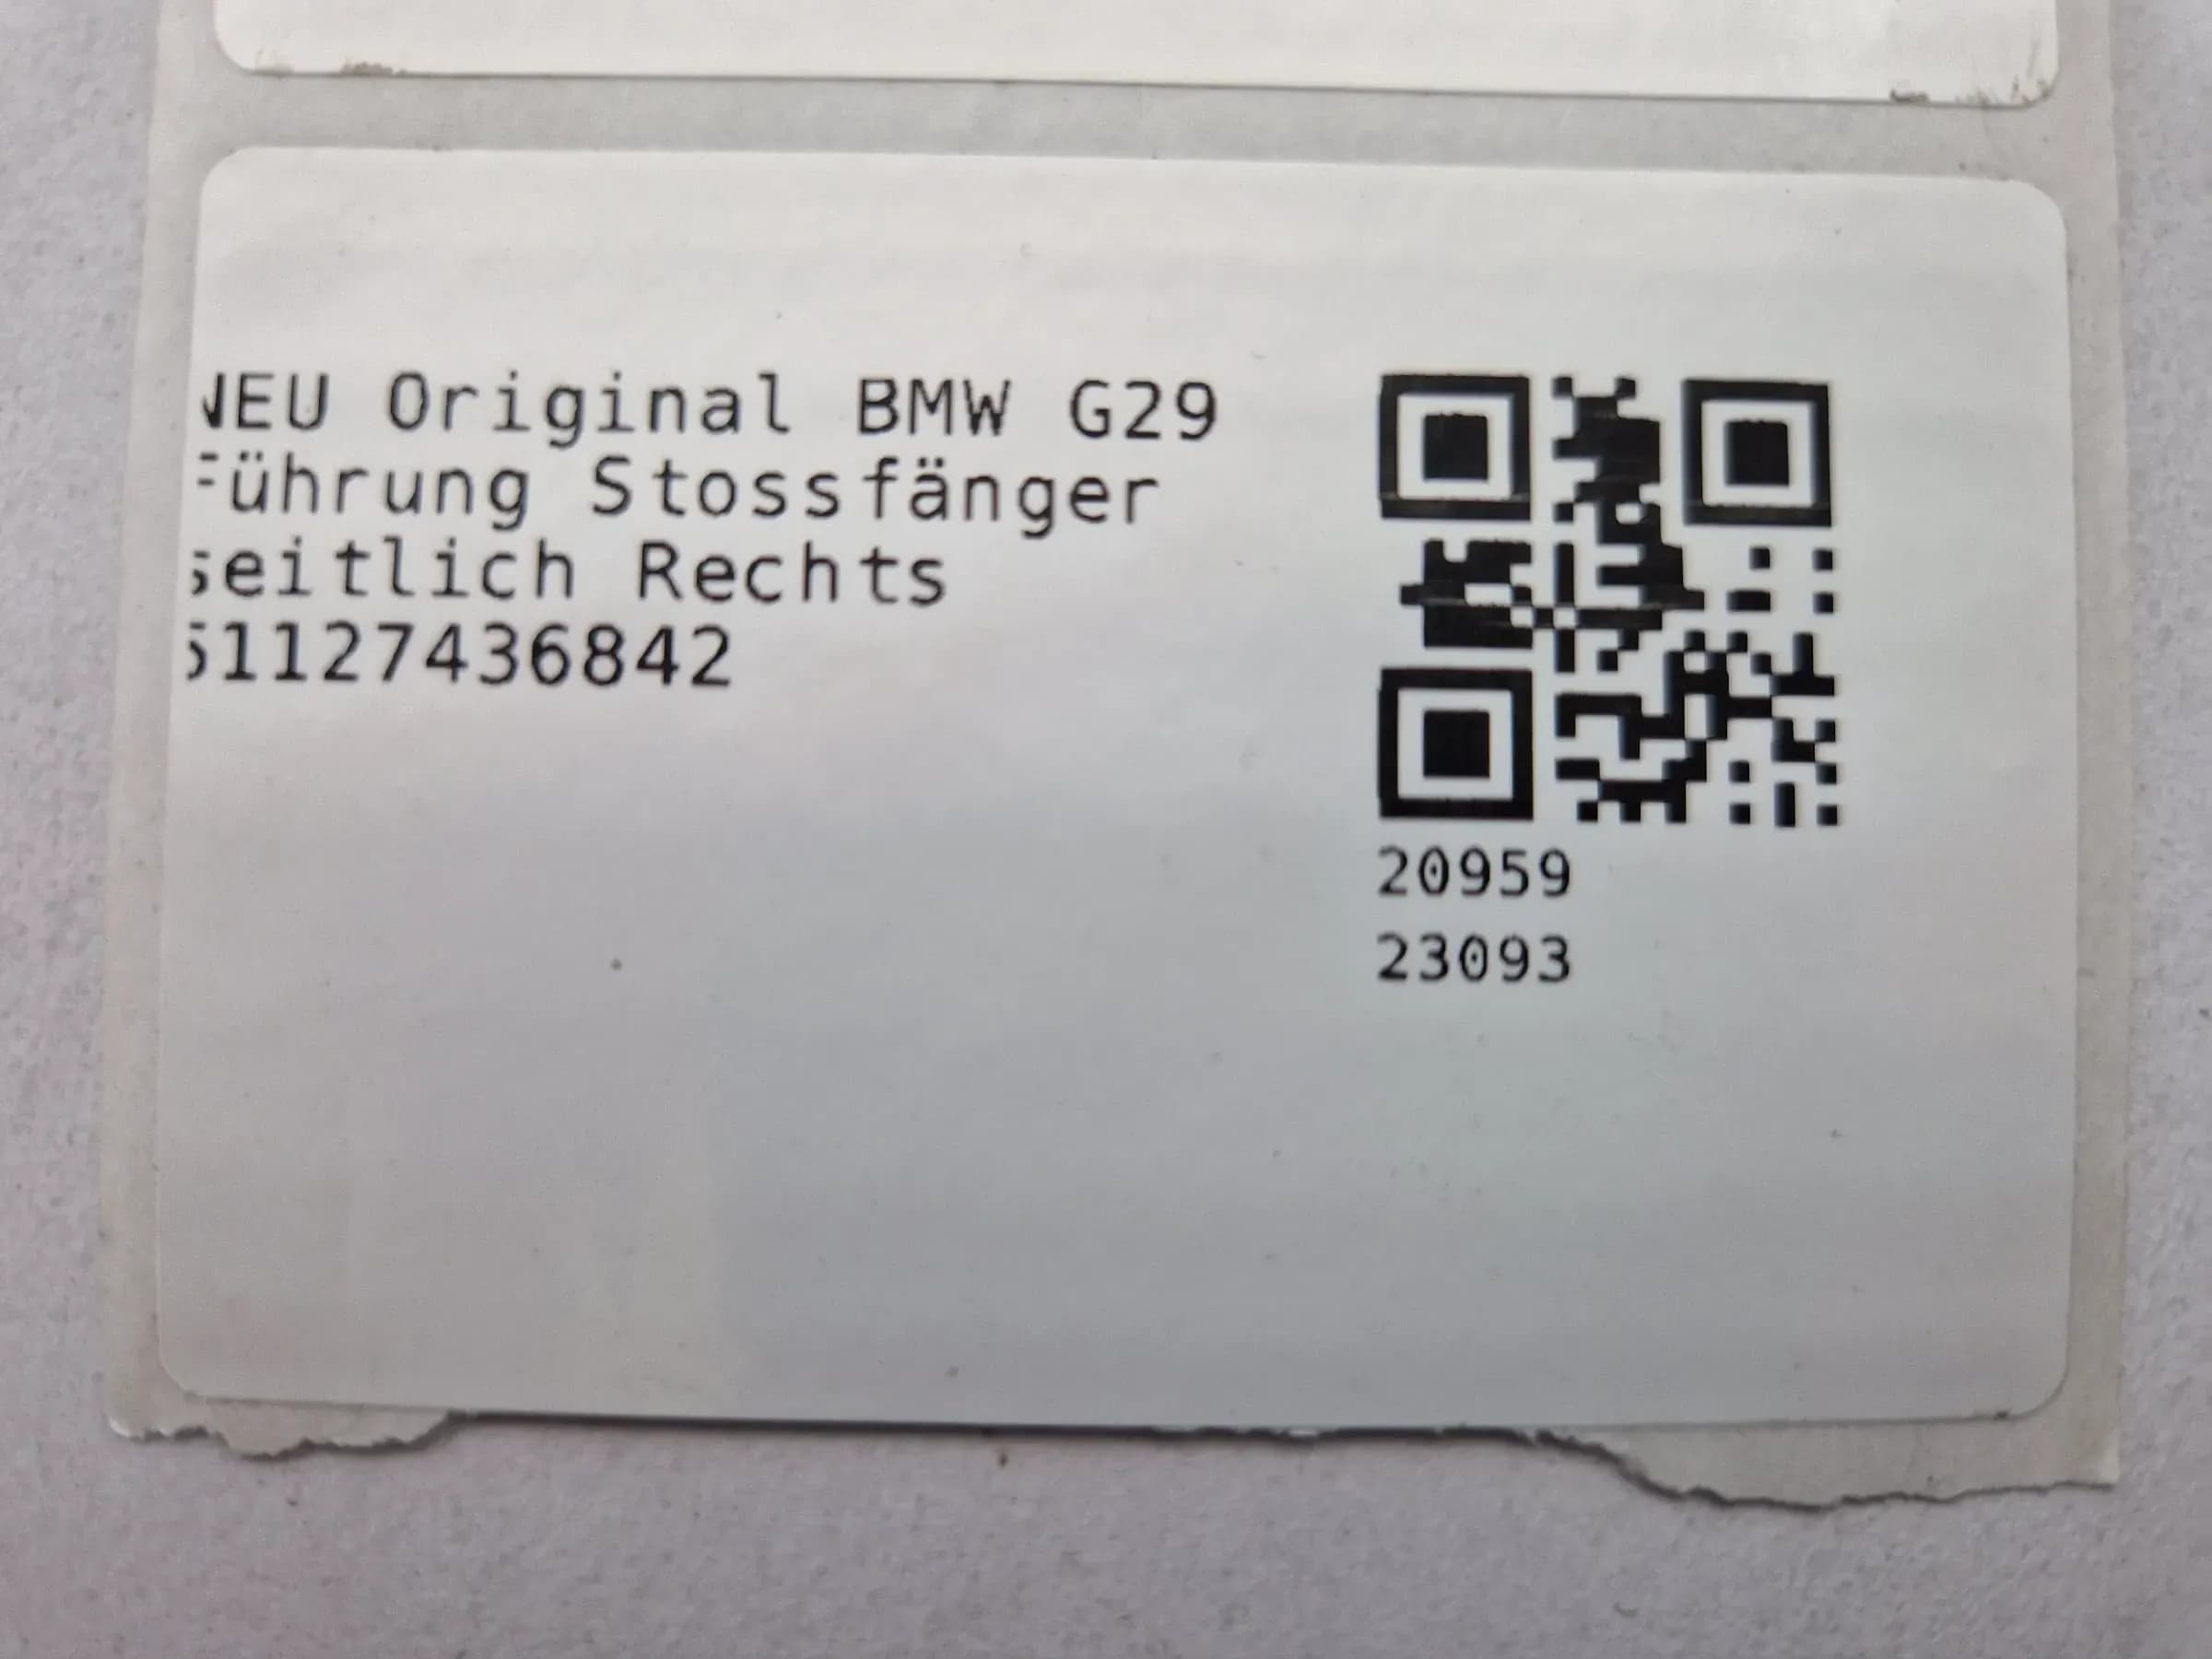 NEU Original BMW G29
Führung Stossfänger
seitlich Rechts
51127436842
20959
23093